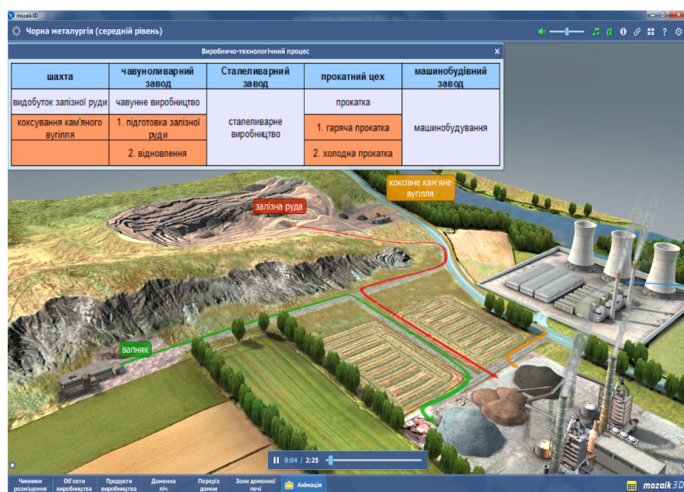 mozaik3D
Чорна металургія (середній рівень)
Виробничо-технологічний процес
X
шахта
чавуноливарний
завод
Сталеливарний
завод
прокатний цех
машинобудівний
завод
видобуток залізної руди
чавунне виробництво
сталеливарне
виробництво
прокатка
машинобудування
коксування кам'яного
вугілля
1. підготовка залізної
руди
1. гаряча прокатка
2. відновлення
2. холодна прокатка
коксівне кам'яне
вугілля
залізна руда
вапняк
0:04 / 2:25
Чинники
розміщення
Об'єкти
виробництва
Продукти
виробництва
Доменна
піч
Переріз
домни
Зони доменної
печі
Анімація
mozaik3D